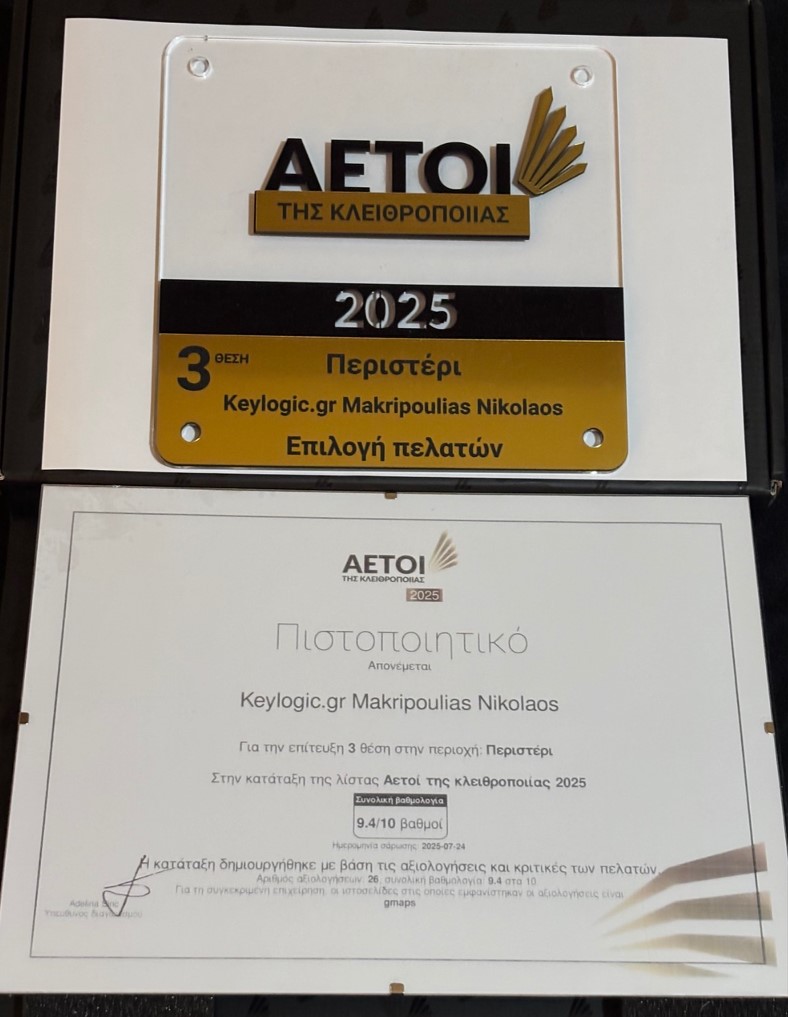 ΑΕΤΟΙ
ΤΗΣ ΚΛΕΙΘΡΟΠΟΙΙΑΣ
2025
3 ΘΕΣΗ
Περιστέρι
Keylogic.gr Makripoulias Nikolaos
Επιλογή πελατών
ΑΕΤΟΙ
ΤΗΣ ΚΛΕΙΘΡΟΠΟΙΙΑΣ
2025
Πιστοποιητικό
Απονέμεται
Keylogic.gr Makripoulias Nikolaos
Για την επίτευξη 3 θέση στην περιοχή: Περιστέρι
Στην κατάταξη της λίστας Αετοί της κλειθροποιίας 2025
Συνολική βαθμολογία
9.4/10 βαθμοί
Ημερομηνία σάρωσης: 2025-07-24
Η κατάταξη δημιουργήθηκε με βάση τις αξιολογήσεις και κριτικές των πελατών.
Αριθμός αξιολογήσεων: 26, συνολική βαθμολογία: 9.4 στα 10
Για τη συγκεκριμένη επιχείρηση, οι ιστοσελίδες στις οποίες εμφανίστηκαν οι αξιολογήσεις είναι
gmaps
Adelina
Υπεύθυνος διαγωνισμού